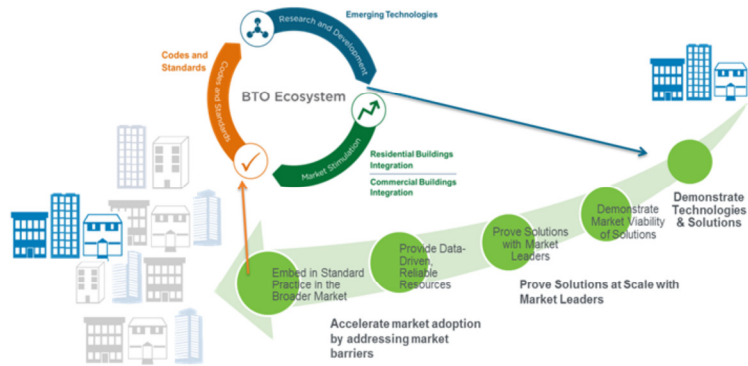 Emerging Technologies
Research and Development
Codes and
Standards
Codes and Standards
BTO Ecosystem
Market Stimulation
Residential Buildings
Integration
Commercial Buildings
Integration
Demonstrate
Technologies
& Solutions
Demonstrate
Market Viability
of Solutions
Prove Solutions
with Market
Leaders
Provide Data-
Driven,
Reliable
Resources
Embed in Standard
Practice in the
Broader Market
Prove Solutions at Scale with
Market Leaders
Accelerate market adoption
by addressing market
barriers